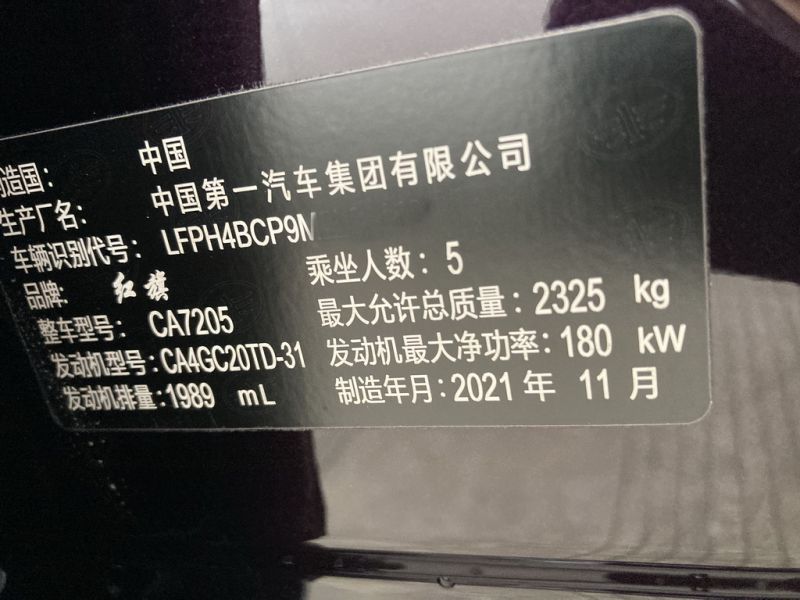 制造国： 中国
生产厂名： 中国第一汽车集团有限公司
车辆识别代号： LFPH4BCP9
品牌： 红旗 乘坐人数： 5
整车型号： CA7205 最大允许总质量： 2325 kg
发动机型号： CA4GC20TD-31 发动机最大净功率： 180 kW
发动机排量： 1989 mL 制造年月： 2021 年 11 月